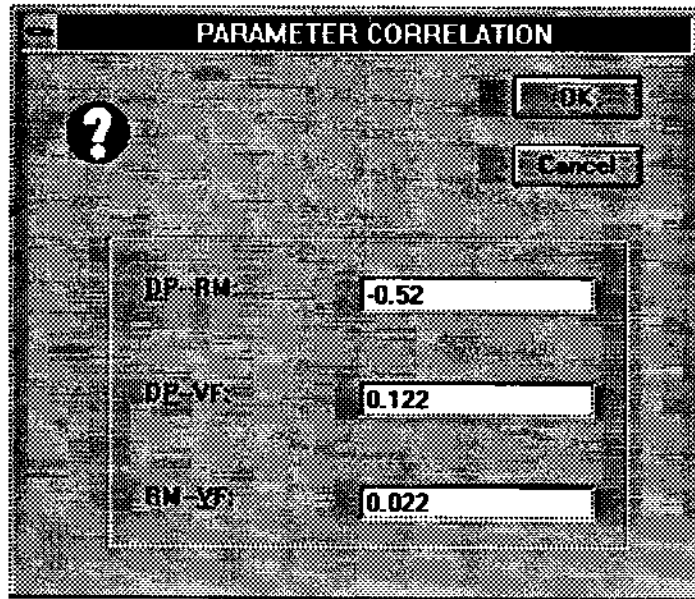 PARAMETER CORRELATION
OK
Cancel
DP-RM:
-0.52
DP-VF:
0.122
RM-VF:
0.022